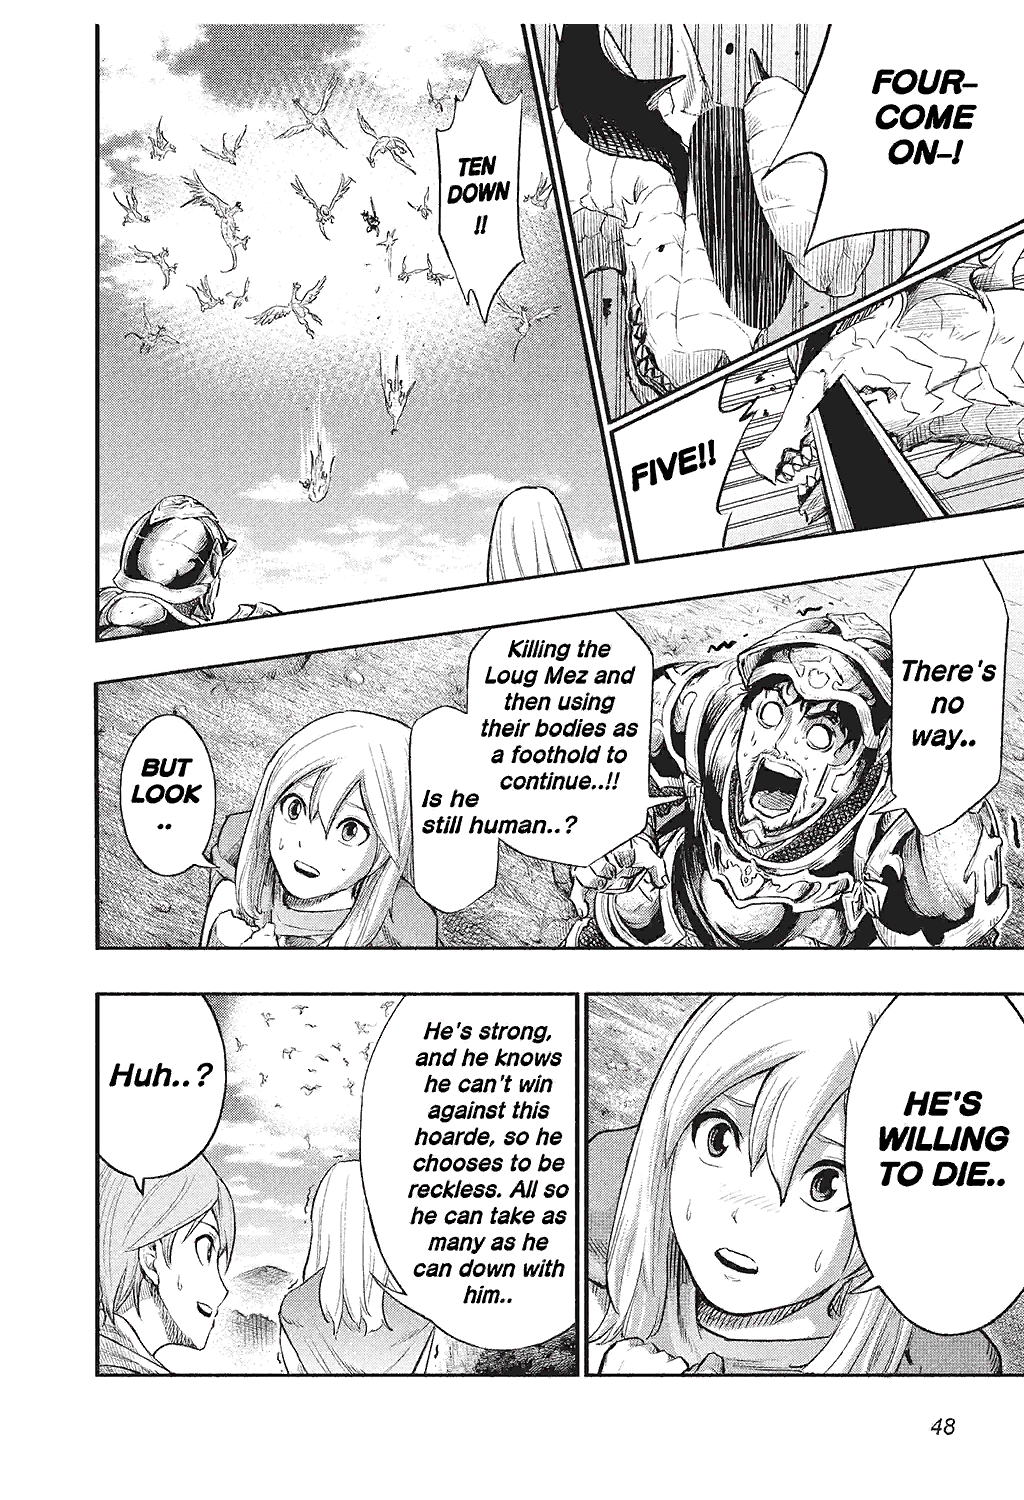 FOUR–
COME
ON–!
FIVE!!
TEN
DOWN
!!
There's
no
way..
Killing the
Loug Mez and
then using
their bodies as
a foothold to
continue..!!
Is he
still human..?
BUT
LOOK
..
HE'S
WILLING
TO DIE..
He's strong,
and he knows
he can't win
against this
hoarde, so he
chooses to be
reckless. All so
he can take as
many as he
can down with
him..
Huh..?
48